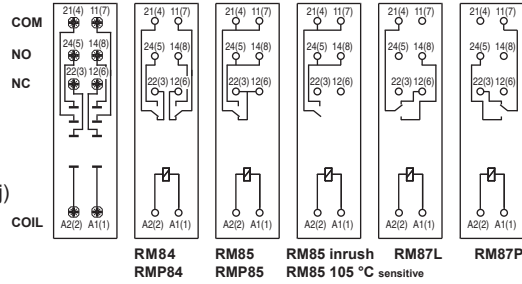 COM 21(4) 11(7) 21(4) 11(7) 21(4) 11(7) 21(4) 11(7) 21(4) 11(7) 21(4) 11(7)
NO 24(5) 14(8) 24(5) 14(8) 24(5) 14(8) 24(5) 14(8) 24(5) 14(8) 24(5) 14(8)
NC 22(3) 12(6) 22(3) 12(6) 22(3) 12(6) 22(3) 12(6) 22(3) 12(6) 22(3) 12(6)
j)
COIL A2(2) A1(1) A2(2) A1(1) A2(2) A1(1) A2(2) A1(1) A2(2) A1(1) A2(2) A1(1)
RM84 RM85 RM85 inrush RM87L RM87P
RMP84 RMP85 RM85 105 °C sensitive